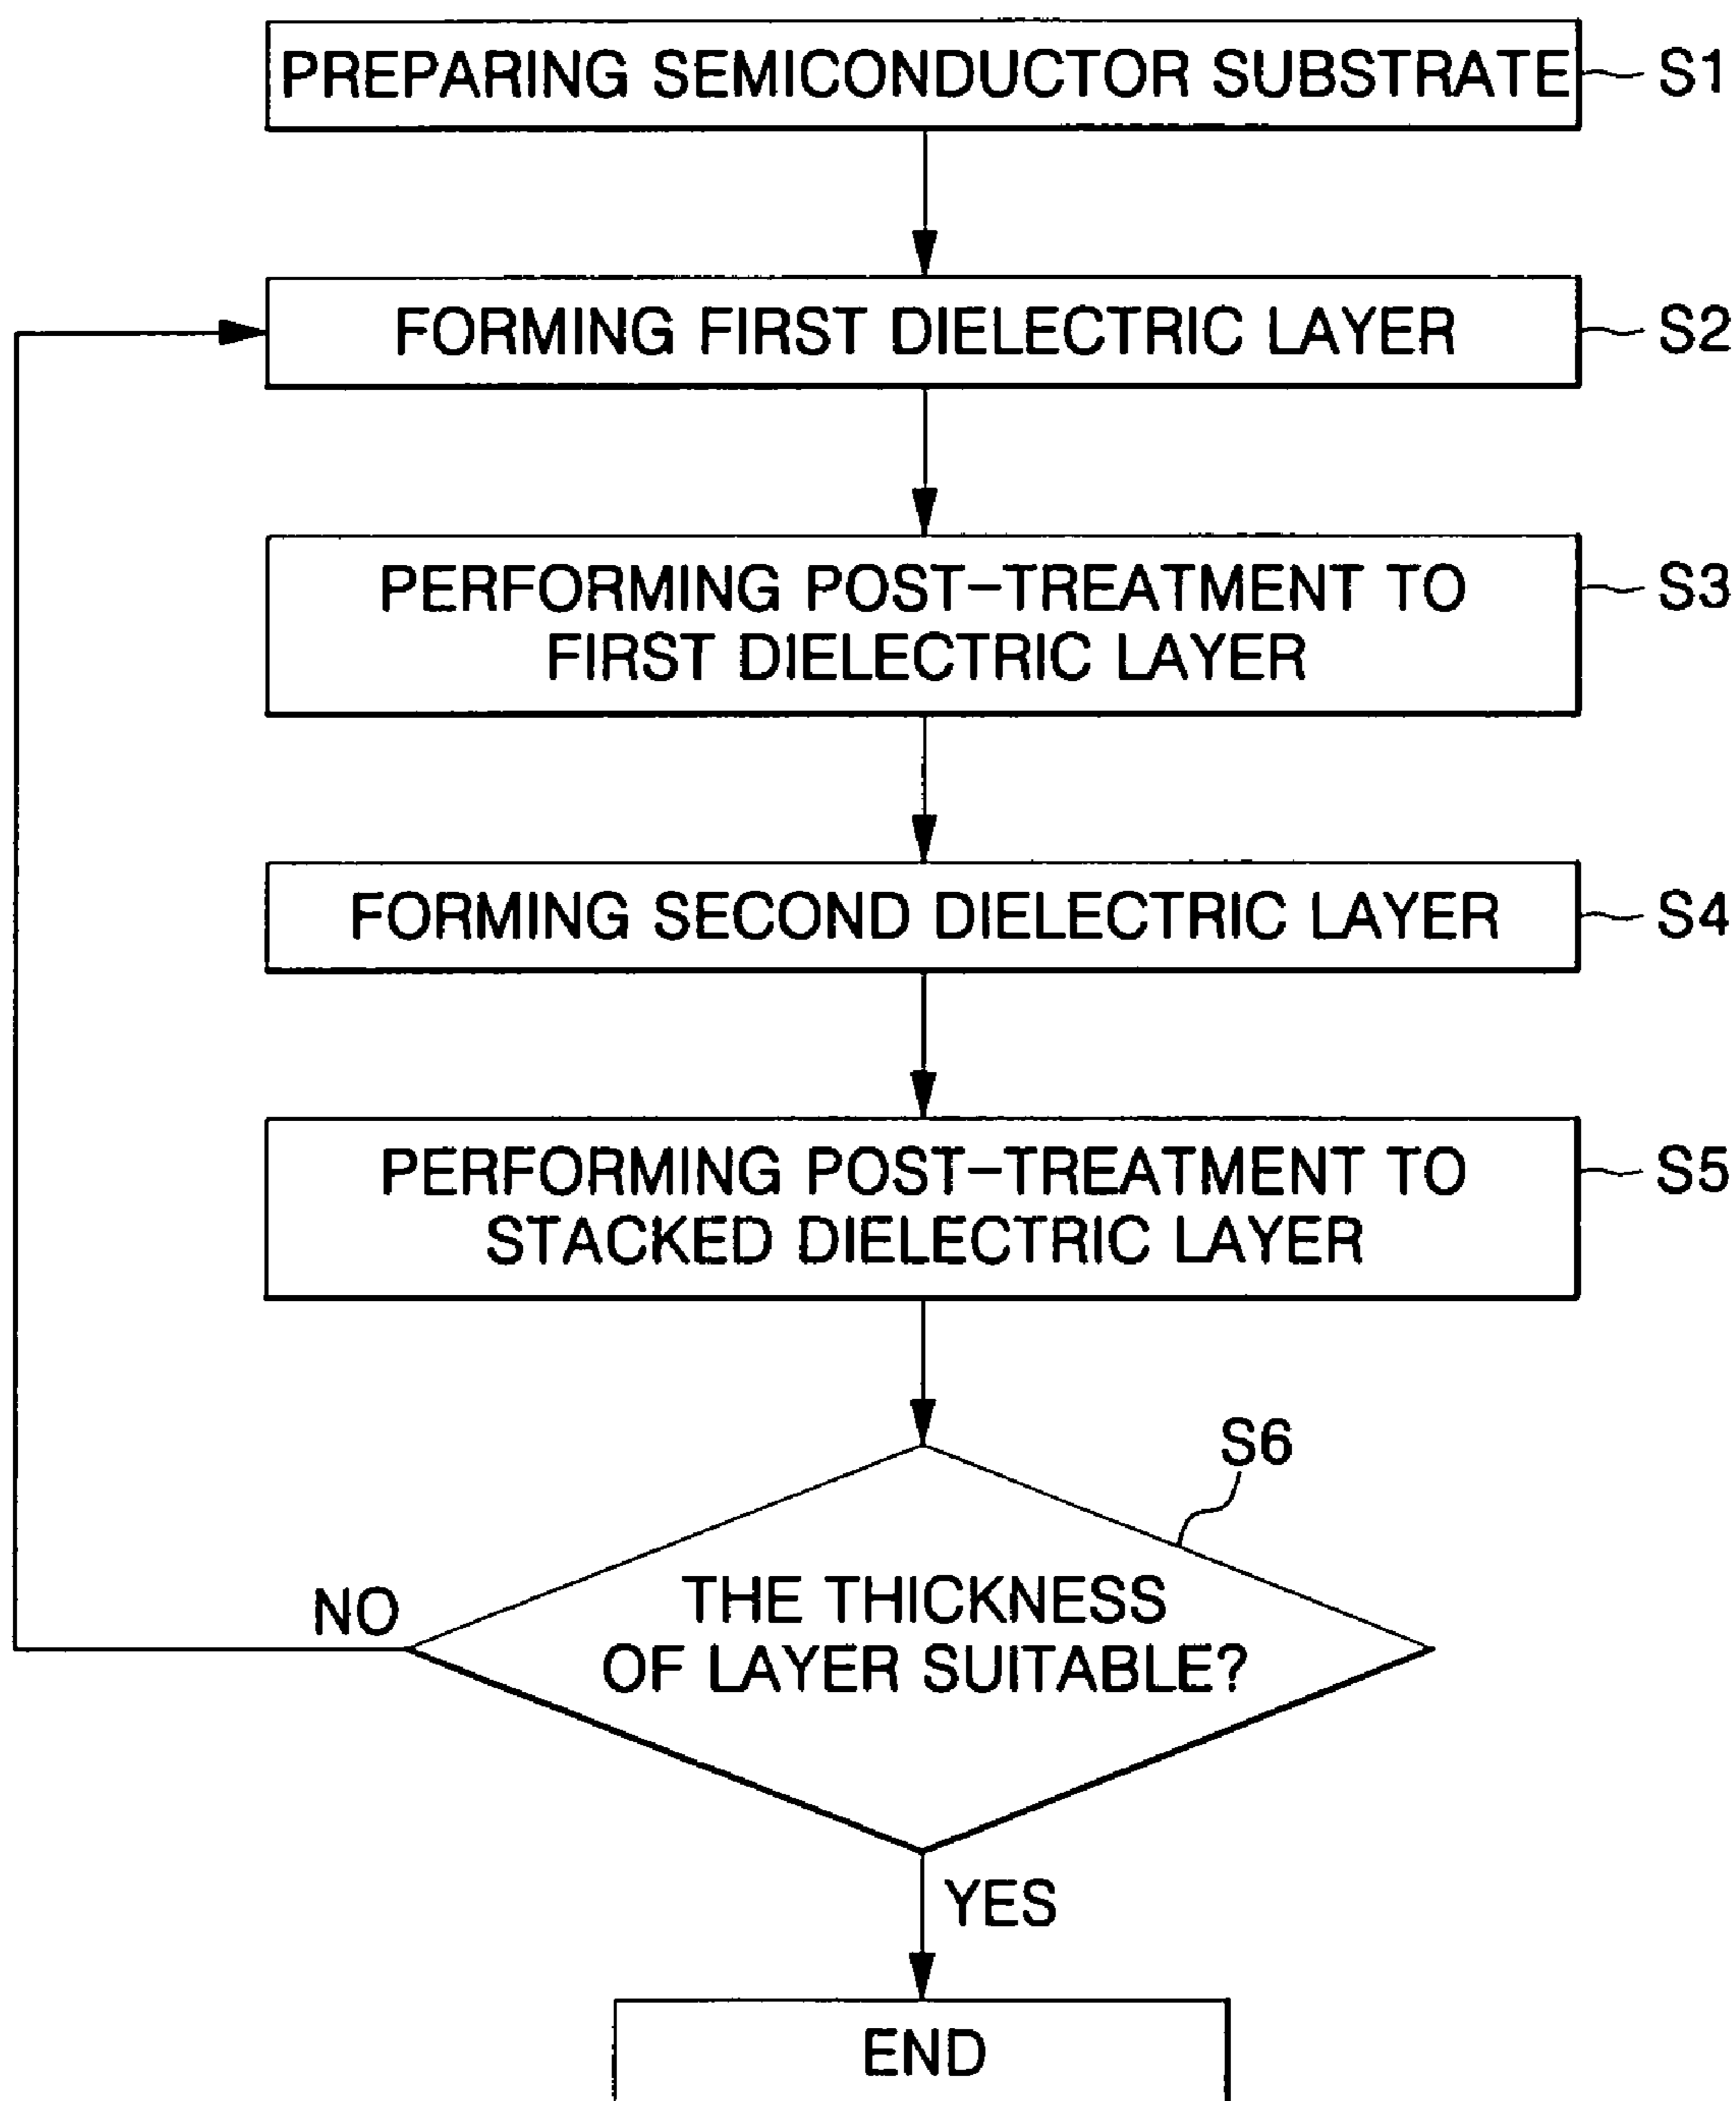 PREPARING SEMICONDUCTOR SUBSTRATE
S1
FORMING FIRST DIELECTRIC LAYER
S2
PERFORMING POST-TREATMENT TO
FIRST DIELECTRIC LAYER
S3
FORMING SECOND DIELECTRIC LAYER
S4
PERFORMING POST-TREATMENT TO
STACKED DIELECTRIC LAYER
S5
S6
THE THICKNESS
OF LAYER SUITABLE?
NO
YES
END